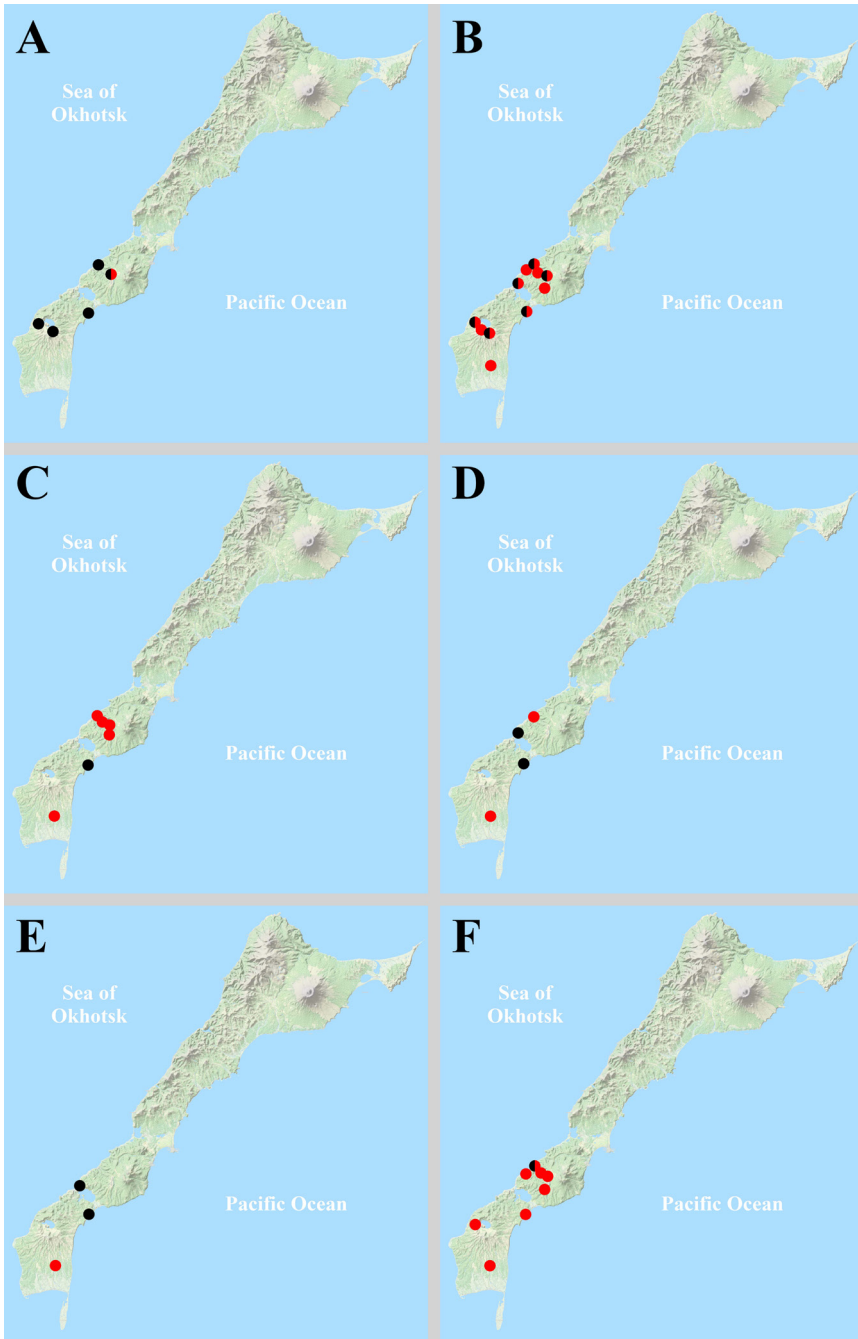 A
Sea of
Okhotsk
Pacific Ocean
B
Sea of
Okhotsk
Pacific Ocean
C
Sea of
Okhotsk
Pacific Ocean
D
Sea of
Okhotsk
Pacific Ocean
E
Sea of
Okhotsk
Pacific Ocean
F
Sea of
Okhotsk
Pacific Ocean